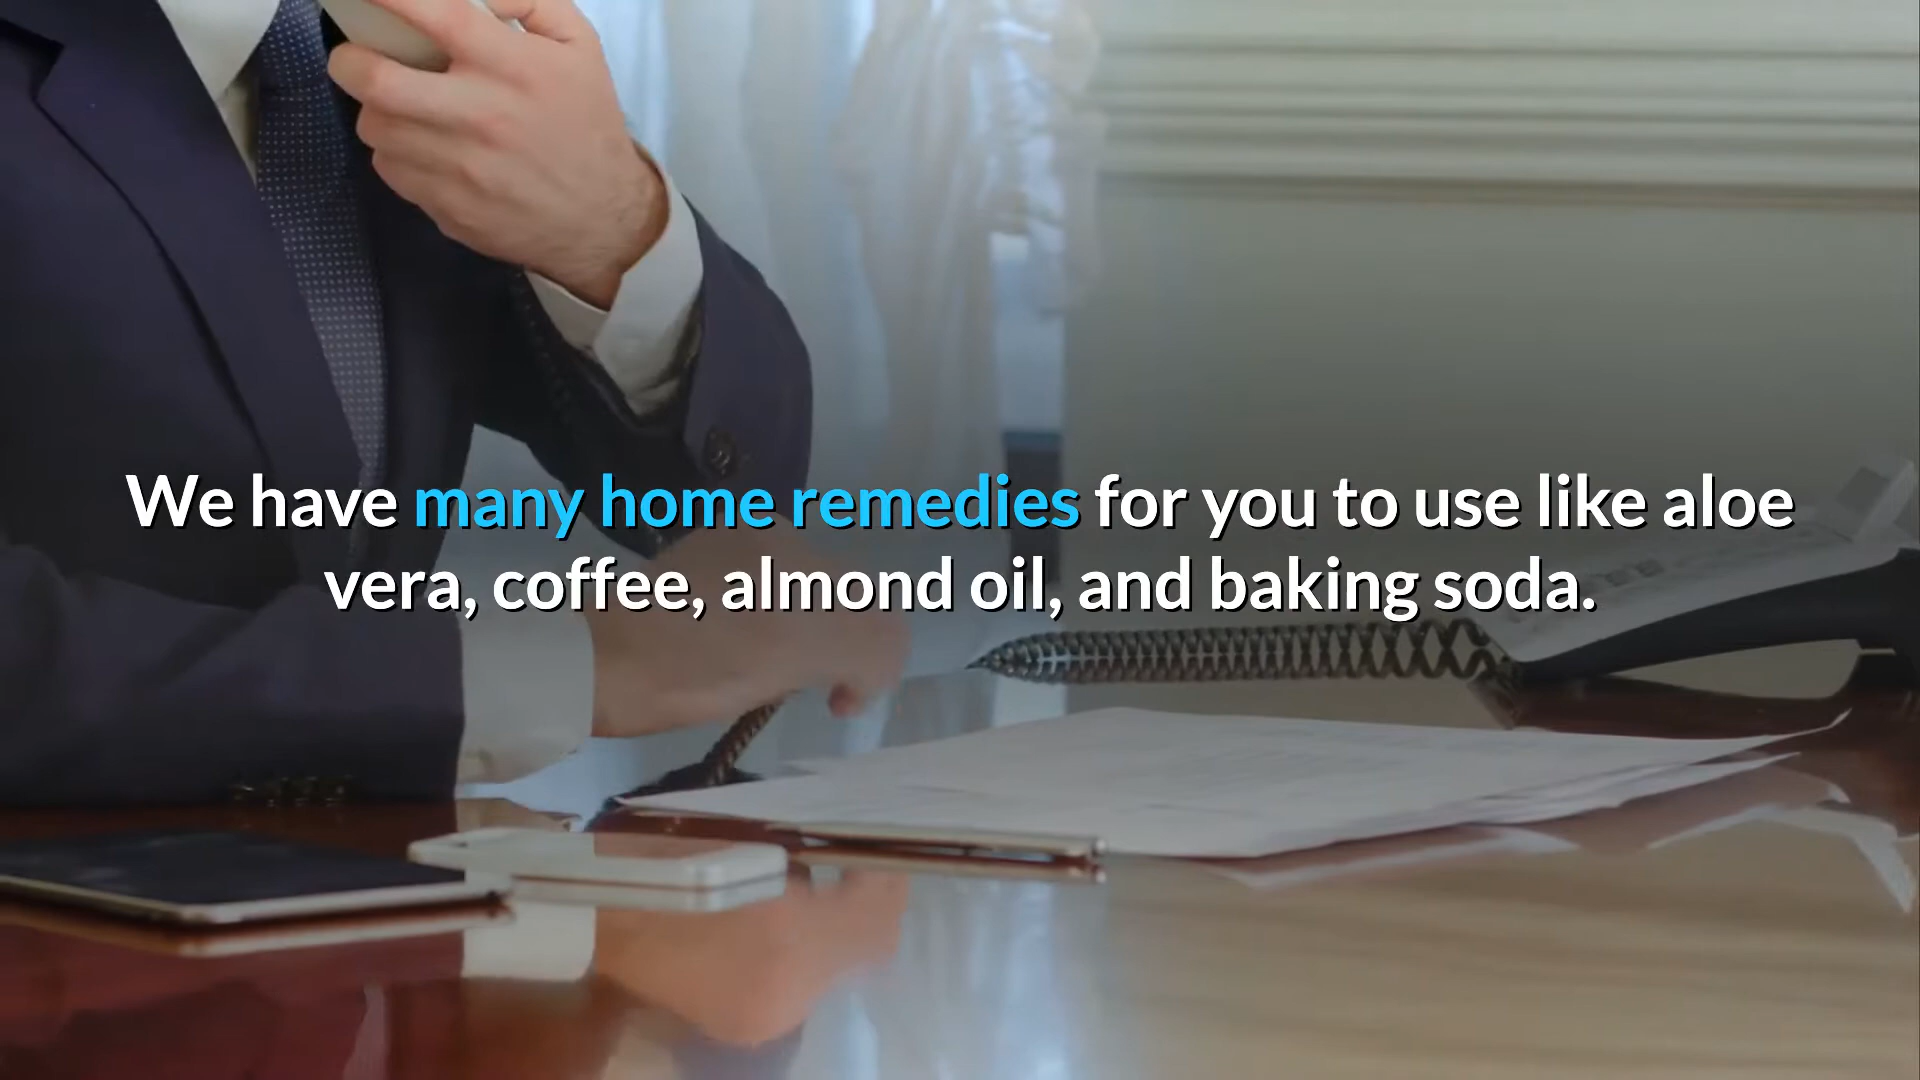 We have many home remedies for you to use like aloe
vera, coffee, almond oil, and baking soda.